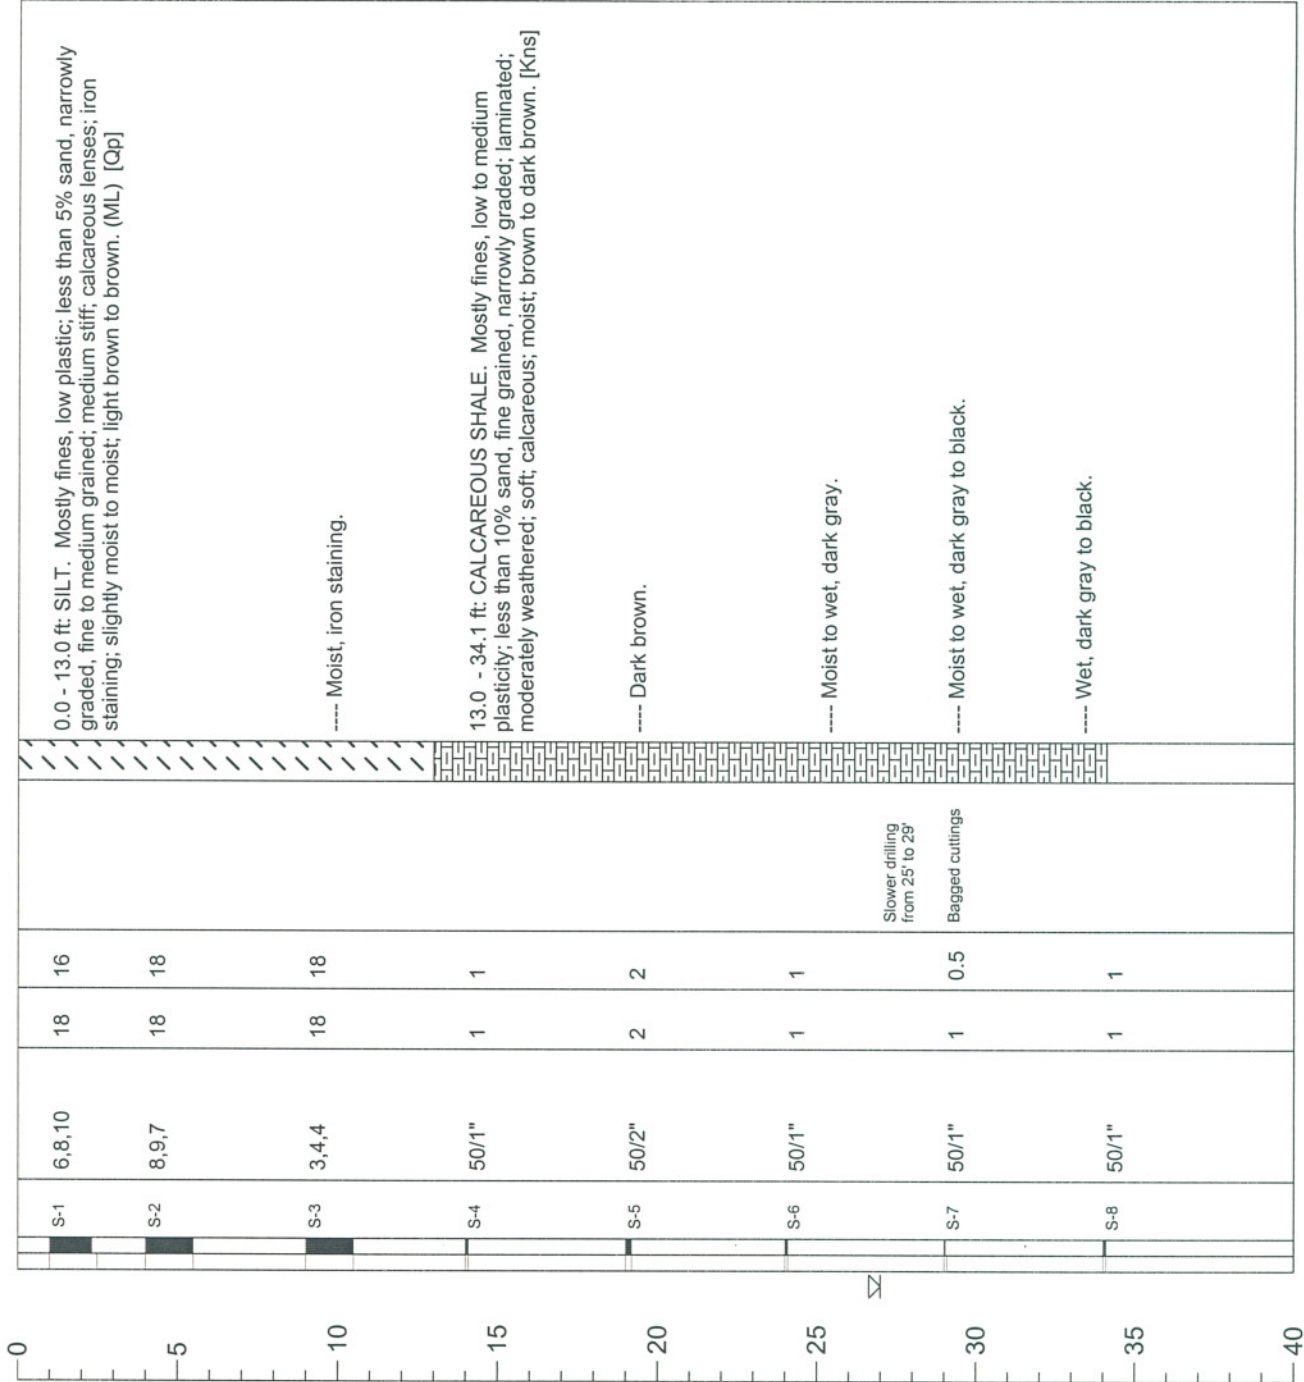 0
5
10
15
20
25
30
35
40
S-1
6,8,10
18
16
0.0 - 13.0 ft: SILT.  Mostly fines, low plastic; less than 5% sand, narrowly
graded, fine to medium grained; medium stiff; calcareous lenses; iron
staining; slightly moist to moist; light brown to brown. (ML)  [Qp]
S-2
8,9,7
18
18
S-3
3,4,4
18
18
---- Moist, iron staining.
S-4
50/1"
1
1
13.0  - 34.1 ft: CALCAREOUS SHALE.  Mostly fines, low to medium
plasticity; less than 10% sand, fine grained, narrowly graded; laminated;
moderately weathered; soft; calcareous; moist; brown to dark brown. [Kns]
S-5
50/2"
2
2
---- Dark brown.
S-6
50/1"
1
1
---- Moist to wet, dark gray.
Slower drilling
from 25' to 29'
S-7
50/1"
1
0.5
Bagged cuttings
---- Moist to wet, dark gray to black.
S-8
50/1"
1
1
---- Wet, dark gray to black.